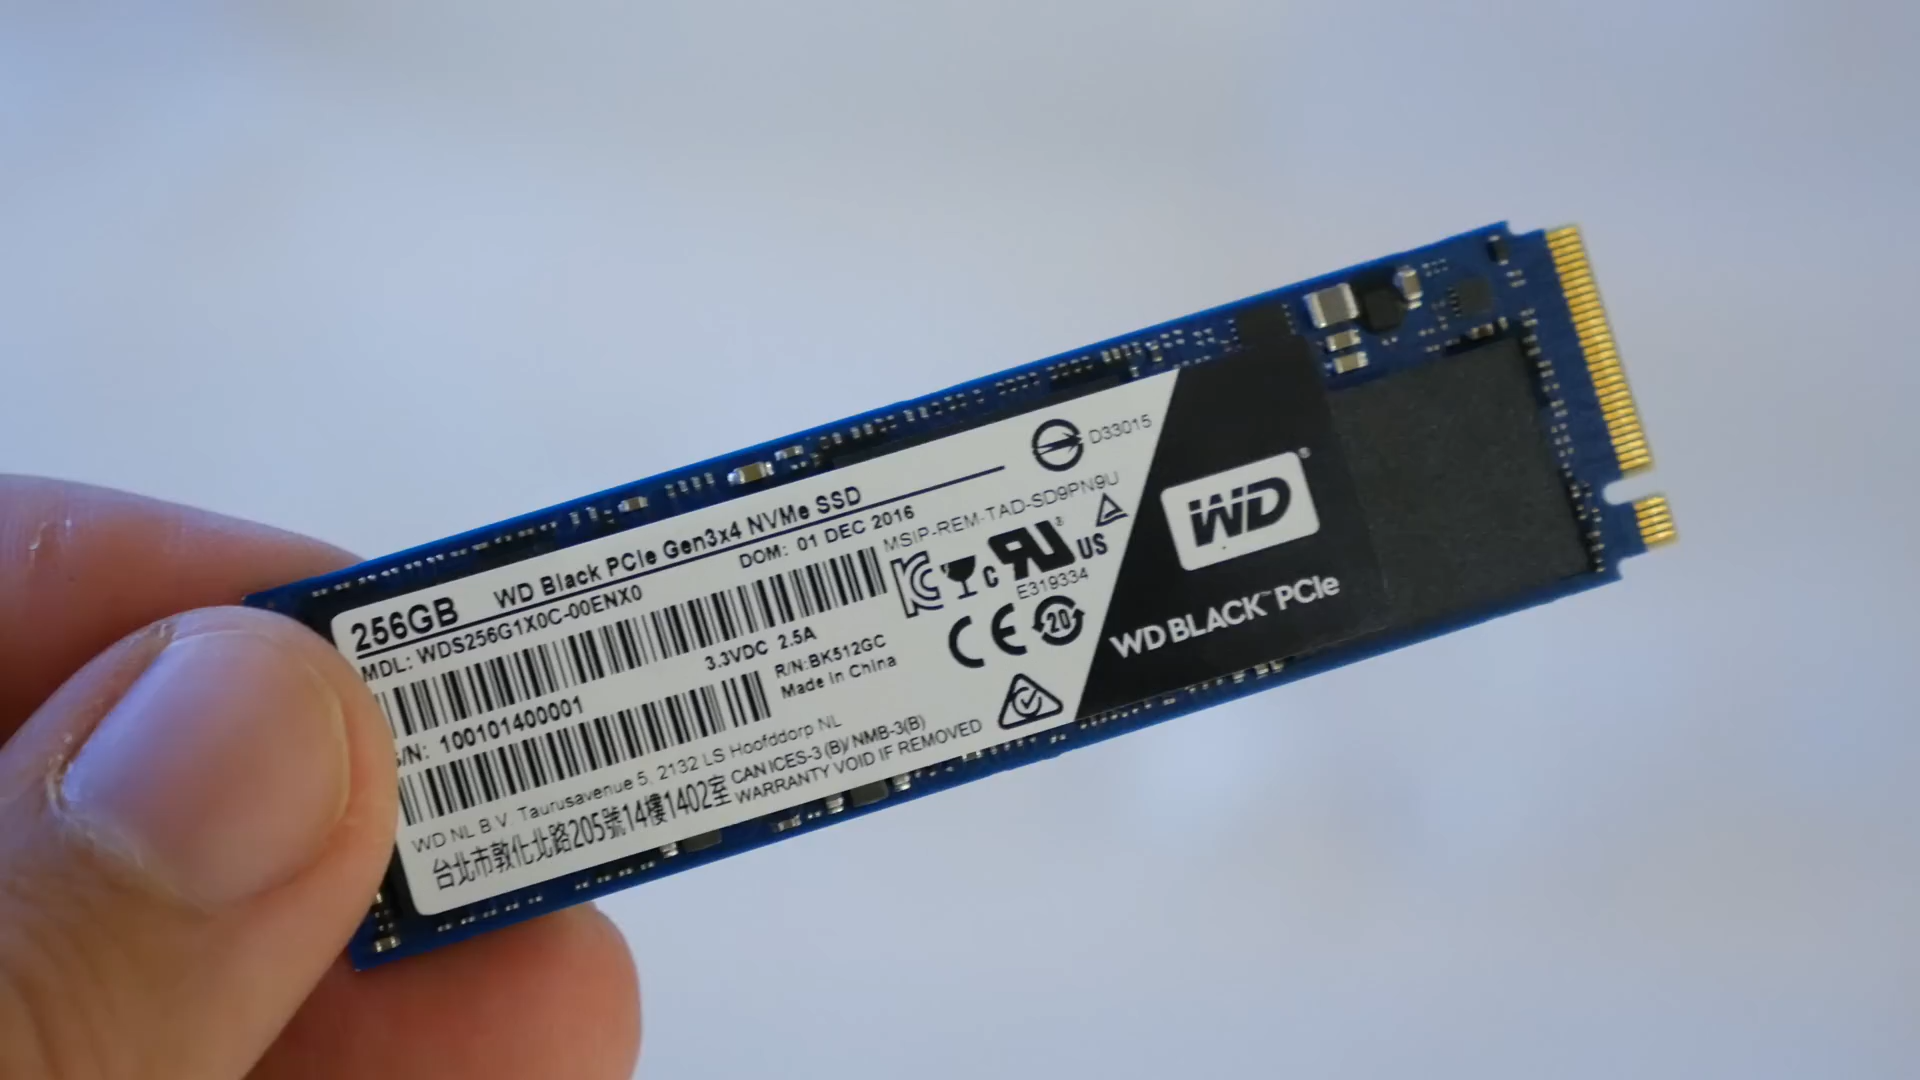 256GB WD Black PCIe Gen3x4 NVMe SSD
MDL: WDS256G1X0C-00ENX0 DOM: 01 DEC 2016
3.3VDC 2.5A
S/N: 100101400001
R/N:BK512GC
Made in China
WD NL B.V. Taurusavenue 5, 2132 LS Hoofddorp NL
台北市敦化北路205號14樓1402室
CAN ICES-3 (B)/NMB-3(B)
WARRANTY VOID IF REMOVED
D33015
MSIP-REM-TAD-SD9PN9U
c RU® US
E319334
CE 20
WD®
WD BLACK™ PCIe